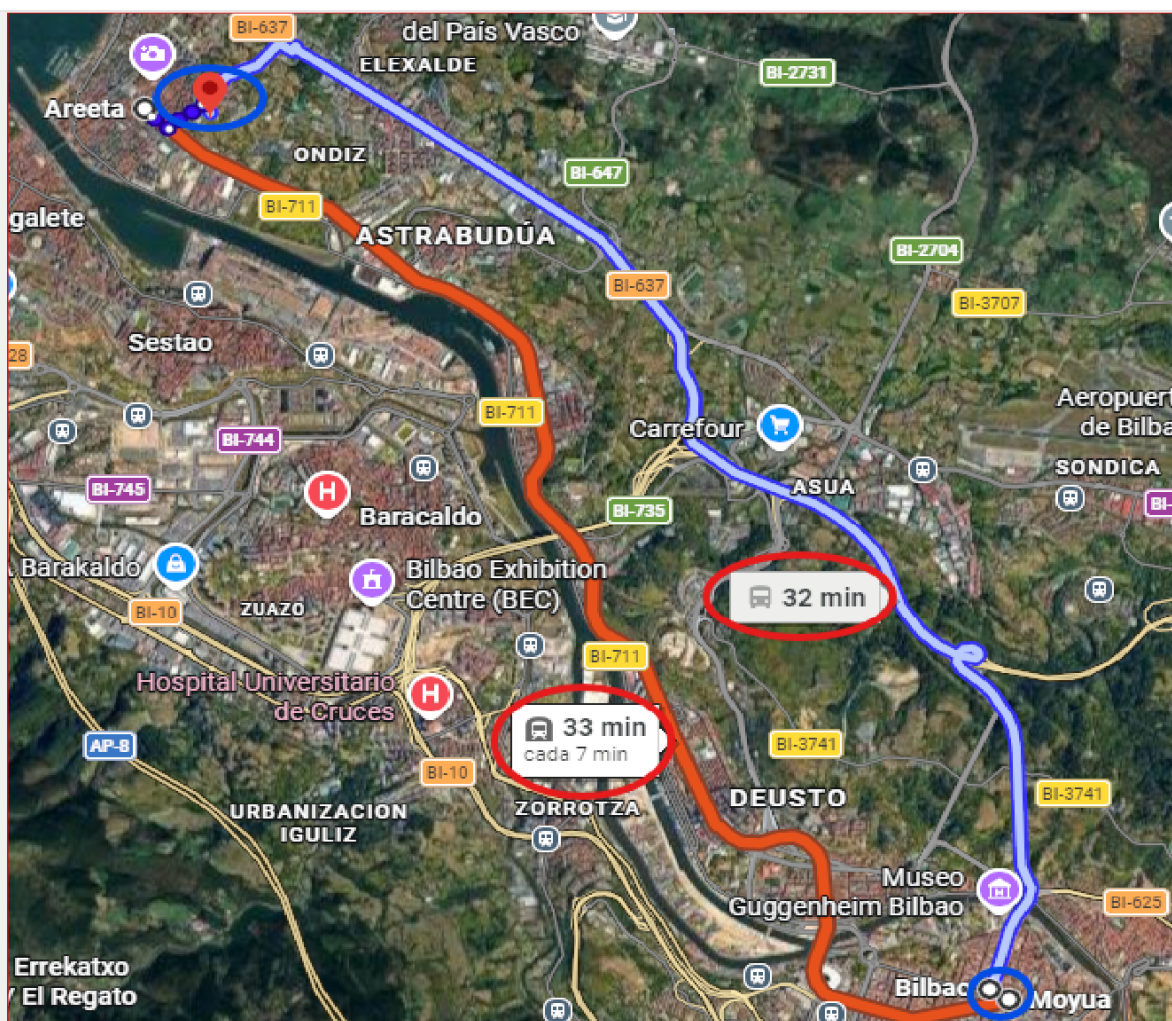 BI-637
del País Vasco
ELEXALDE
BI-2731
Areeta
ONDIZ
BI-647
BI-711
galete
ASTRABUDÚA
BI-2704
BI-637
BI-3707
Sestao
28
BI-711
Aeropuert
de Bilba
Carrefour
BI-744
SONDICA
ASUA
BI-745
H
BI-735
BI-
Baracaldo
Barakaldo
Bilbao Exhibition
Centre (BEC)
BI-10
ZUAZO
32 min
BI-711
Hospital Universitario
de Cruces
H
33 min
cada 7 min
AP-8
BI-3741
BI-10
BI-3741
URBANIZACION
IGULIZ
ZORROTZA
DEUSTO
Museo
Guggenheim Bilbao
BI-625
Errekatxo
/ El Regato
Bilbao
Moyua